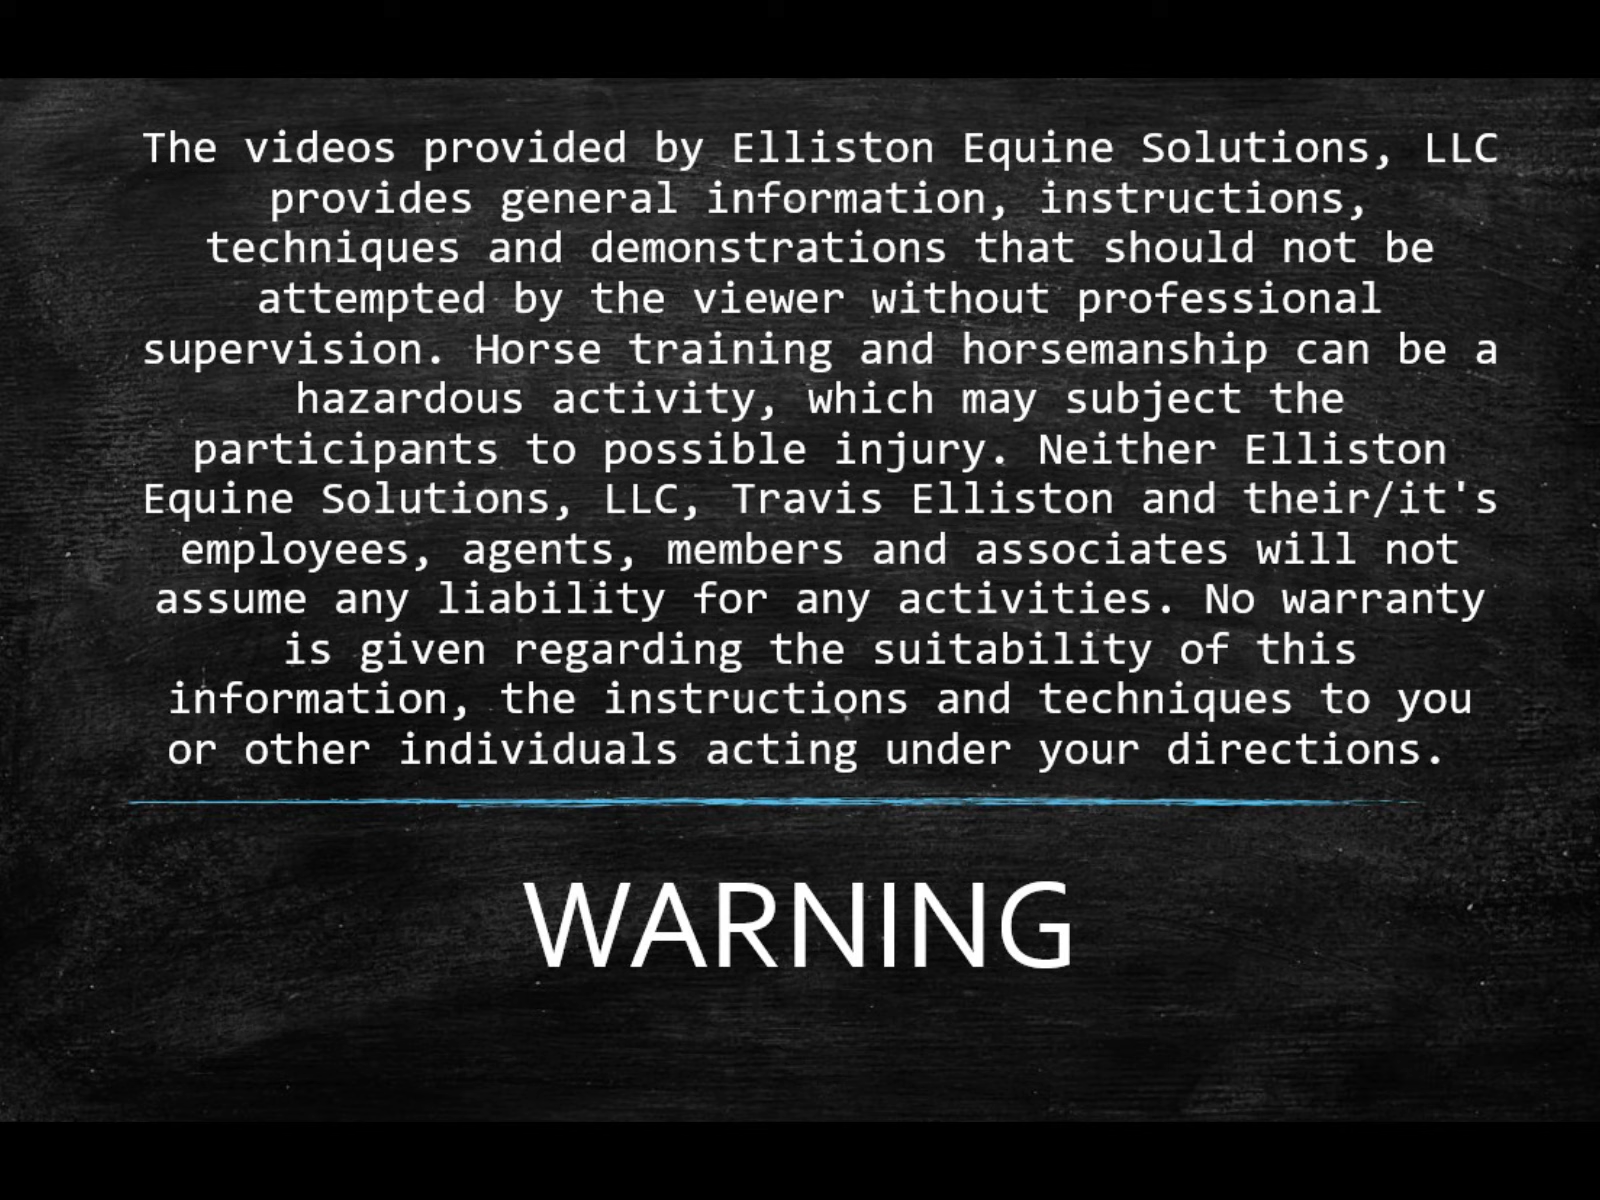 The videos provided by Elliston Equine Solutions, LLC
provides general information, instructions,
techniques and demonstrations that should not be
attempted by the viewer without professional
supervision. Horse training and horsemanship can be a
hazardous activity, which may subject the
participants to possible injury. Neither Elliston
Equine Solutions, LLC, Travis Elliston and their/it's
employees, agents, members and associates will not
assume any liability for any activities. No warranty
is given regarding the suitability of this
information, the instructions and techniques to you
or other individuals acting under your directions.
WARNING